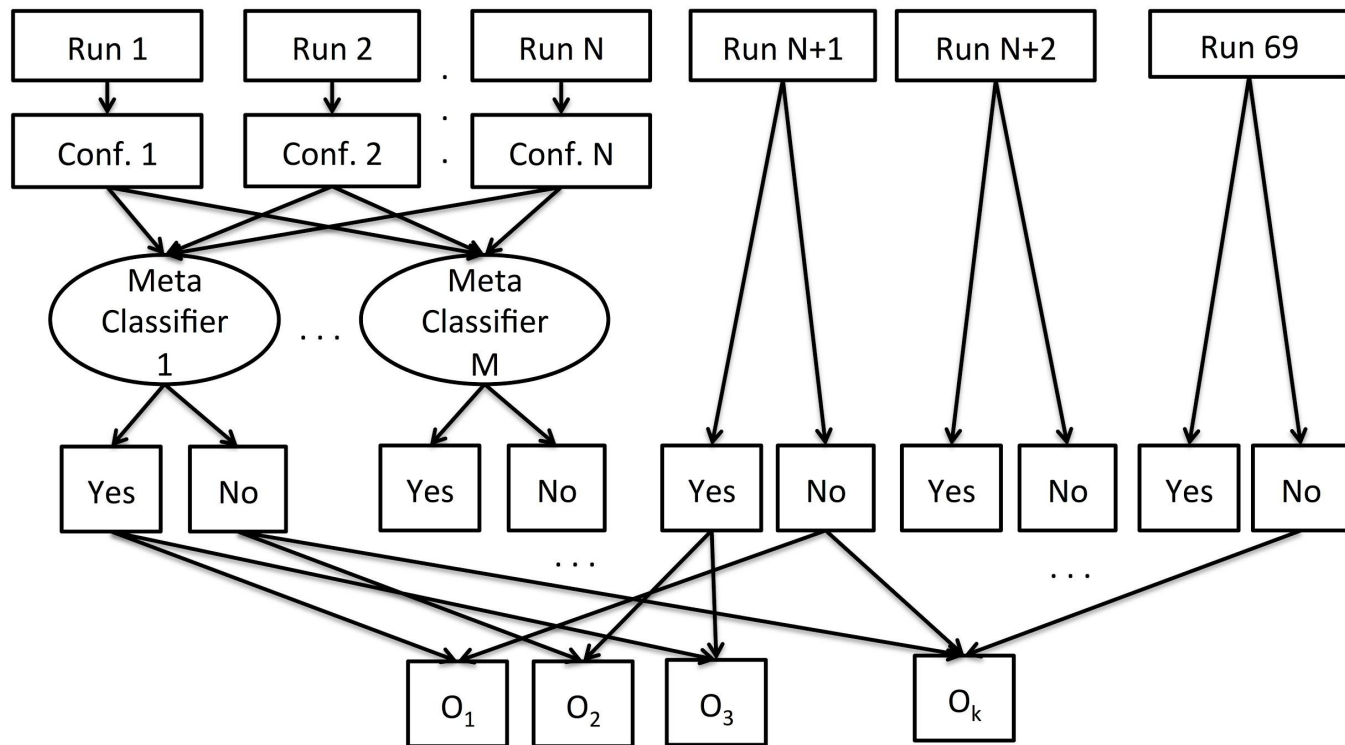 Run 1
Run 2
.
Run N
Run N+1
Run N+2
Run 69
Conf. 1
Conf. 2
.
.
Conf. N
Meta
Classifier
1
. . .
Meta
Classifier
M
Yes
No
Yes
No
Yes
No
Yes
No
Yes
No
. . .
. . .
O₁
O₂
O₃
Oₖ